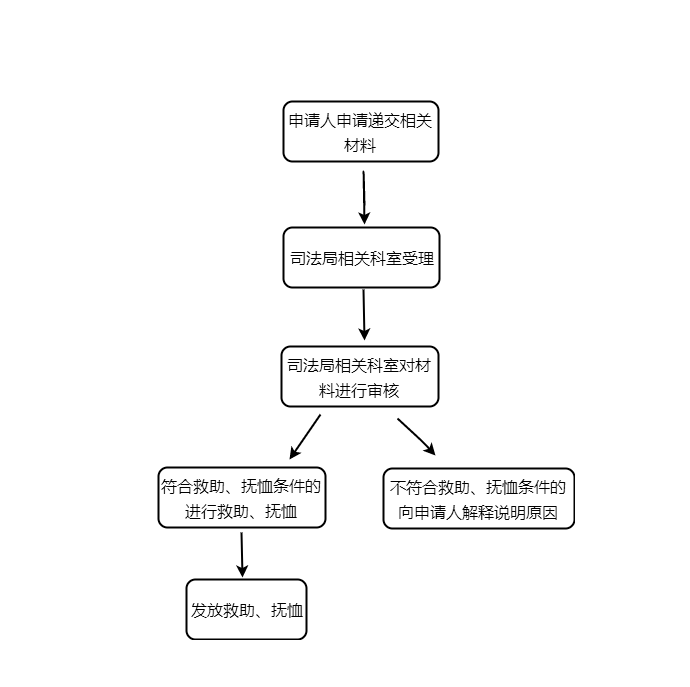 申请人申请递交相关
材料
司法局相关科室受理
司法局相关科室对材
料进行审核
符合救助、抚恤条件的
进行救助、抚恤
不符合救助、抚恤条件的
向申请人解释说明原因
发放救助、抚恤